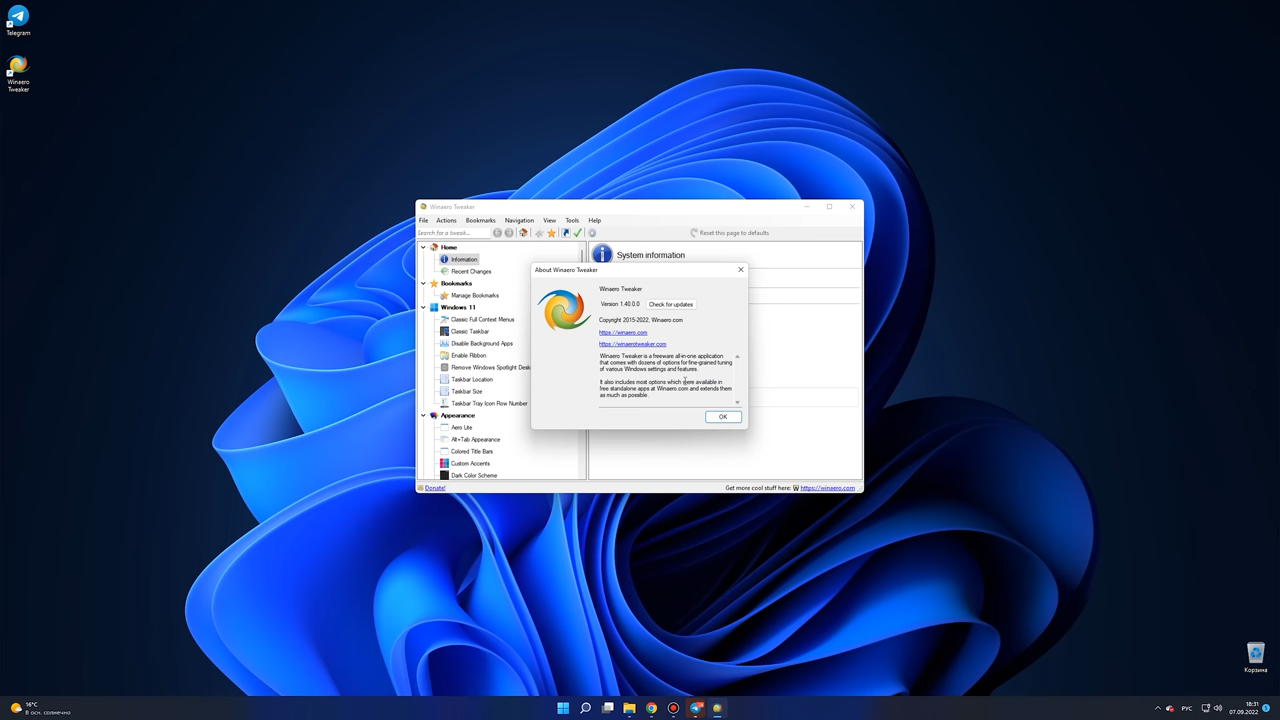 Telegram
Winaero
Tweaker
Winaero Tweaker
File Actions Bookmarks Navigation View Tools Help
Search for a tweak...
Reset this page to defaults
Home
Information
Recent Changes
Bookmarks
Manage Bookmarks
Windows 11
Classic Full Context Menus
Classic Taskbar
Disable Background Apps
Enable Ribbon
Remove Windows Spotlight Desk
Taskbar Location
Taskbar Size
Taskbar Tray Icon Row Number
Appearance
Aero Lite
Alt+Tab Appearance
Colored Title Bars
Custom Accents
Dark Color Scheme
System information
About Winaero Tweaker
Winaero Tweaker
Version 1.40.0.0 Check for updates
Copyright 2015-2022, Winaero.com
https://winaero.com
https://winaerotweaker.com
Winaero Tweaker is a freeware all-in-one application
that comes with dozens of options for fine-grained tuning
of various Windows settings and features.
It also includes most options which were available in
free standalone apps at Winaero.com and extends them
as much as possible.
OK
Donate!
Get more cool stuff here: W https://winaero.com
Корзина
16°C
В осн. солнечно
РУС
18:31
07.09.2022